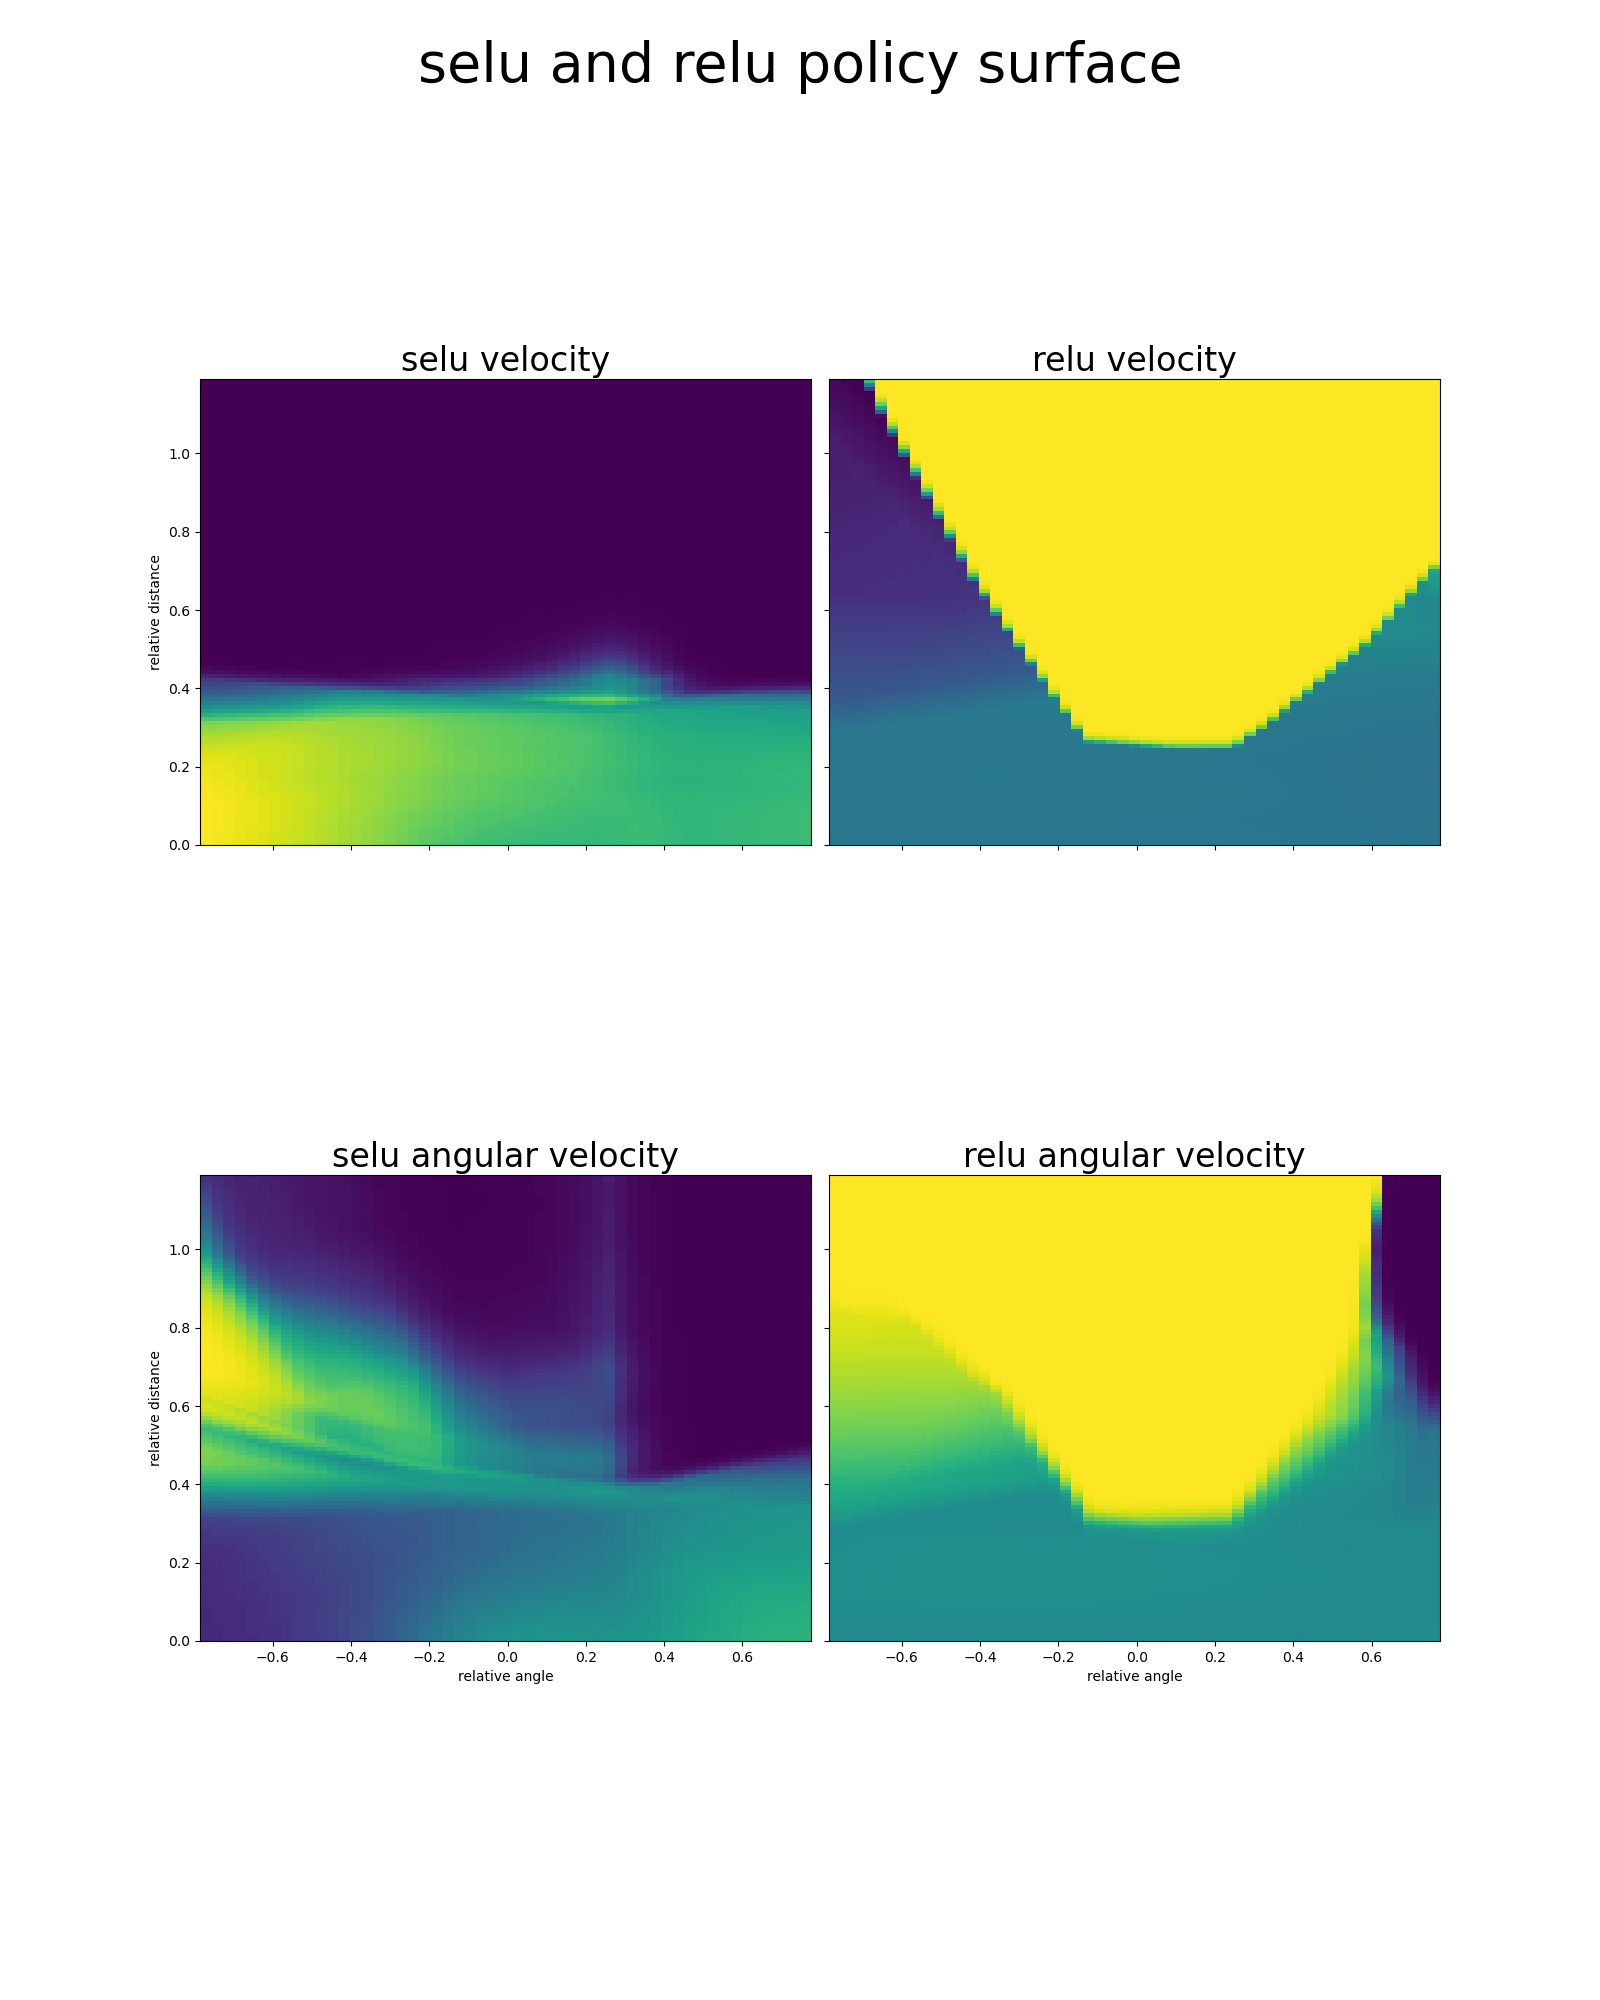 selu and relu policy surface
selu velocity
relu velocity
1.0
0.8
0.6
0.4
0.2
0.0
relative distance
selu angular velocity
relu angular velocity
1.0
0.8
0.6
0.4
0.2
0.0
relative distance
−0.6 −0.4 −0.2 0.0 0.2 0.4 0.6
relative angle
−0.6 −0.4 −0.2 0.0 0.2 0.4 0.6
relative angle